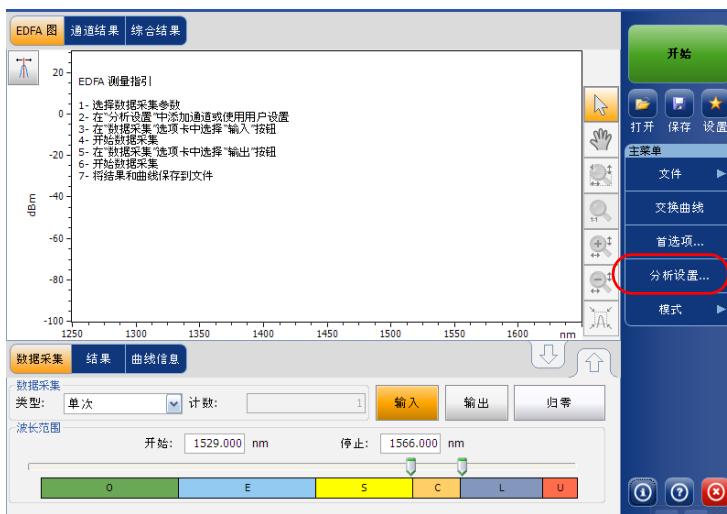 EDFA 图 通道结果 综合结果
开始
打开 保存 设置
主菜单
文件
交换曲线
首选项...
分析设置...
模式
EDFA 测量指引
1- 选择数据采集参数
2- 在"分析设置"中添加通道或使用用户设置
3- 在"数据采集"选项卡中选择"输入"按钮
4- 开始数据采集
5- 在"数据采集"选项卡中选择"输出"按钮
6- 开始数据采集
7- 将结果和曲线保存到文件
dBm
20
0
-20
-40
-60
-80
-100
1250 1300 1350 1400 1450 1500 1550 1600 nm
1:1
数据采集 结果 曲线信息
数据采集
类型: 单次 计数: 1 输入 输出 归零
波长范围
开始: 1529.000 nm 停止: 1566.000 nm
O E S C L U